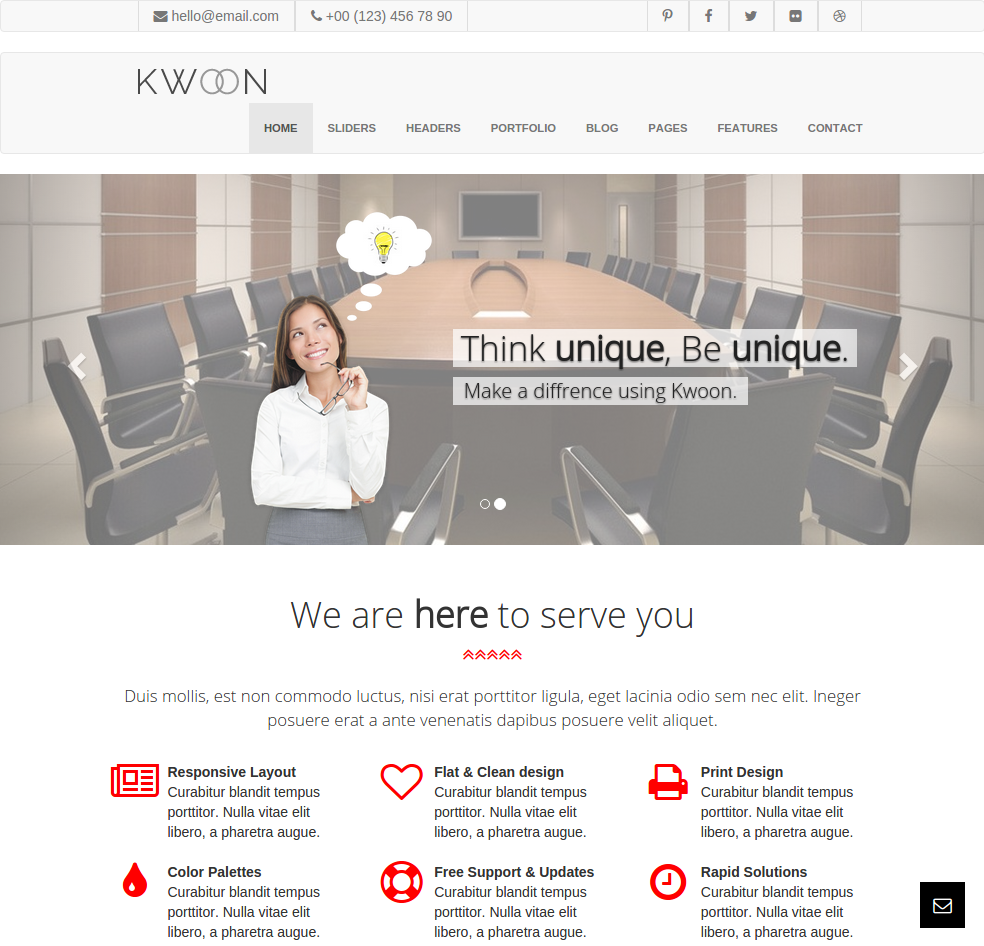 hello@email.com
+00 (123) 456 78 90
KWOON
HOME SLIDERS HEADERS PORTFOLIO BLOG PAGES FEATURES CONTACT
Think unique, Be unique.
Make a diffrence using Kwoon.
We are here to serve you
Duis mollis, est non commodo luctus, nisi erat porttitor ligula, eget lacinia odio sem nec elit. Ineger
posuere erat a ante venenatis dapibus posuere velit aliquet.
Responsive Layout
Curabitur blandit tempus
porttitor. Nulla vitae elit
libero, a pharetra augue.
Flat & Clean design
Curabitur blandit tempus
porttitor. Nulla vitae elit
libero, a pharetra augue.
Print Design
Curabitur blandit tempus
porttitor. Nulla vitae elit
libero, a pharetra augue.
Color Palettes
Curabitur blandit tempus
porttitor. Nulla vitae elit
libero, a pharetra augue.
Free Support & Updates
Curabitur blandit tempus
porttitor. Nulla vitae elit
libero, a pharetra augue.
Rapid Solutions
Curabitur blandit tempus
porttitor. Nulla vitae elit
libero, a pharetra augue.